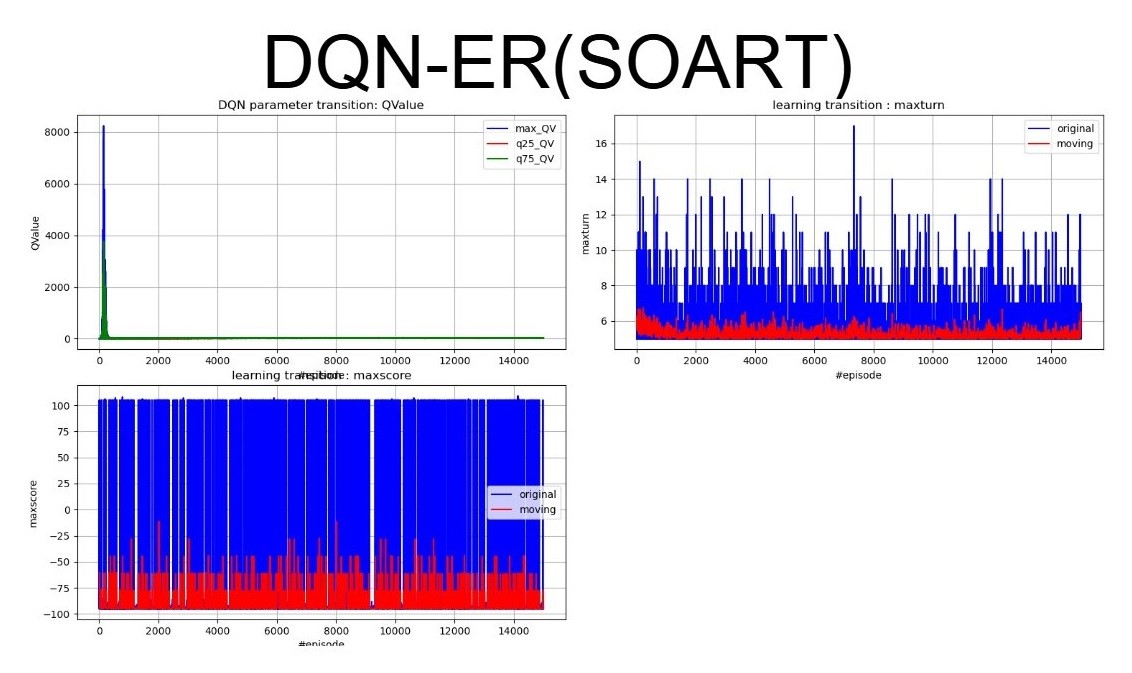 DQN-ER(SOART)
DQN parameter transition: QValue
8000
6000
4000
2000
0
QValue
max_QV
q25_QV
q75_QV
0 2000 4000 6000 8000 10000 12000 14000
#episode
learning transition : maxturn
16
14
12
10
8
6
maxturn
original
moving
0 2000 4000 6000 8000 10000 12000 14000
#episode
learning transition : maxscore
100
75
50
25
0
−25
−50
−75
−100
maxscore
original
moving
0 2000 4000 6000 8000 10000 12000 14000
#episode